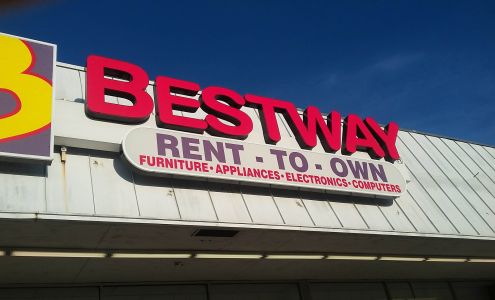 B
BESTWAY
RENT - TO - OWN
FURNITURE • APPLIANCES • ELECTRONICS • COMPUTERS